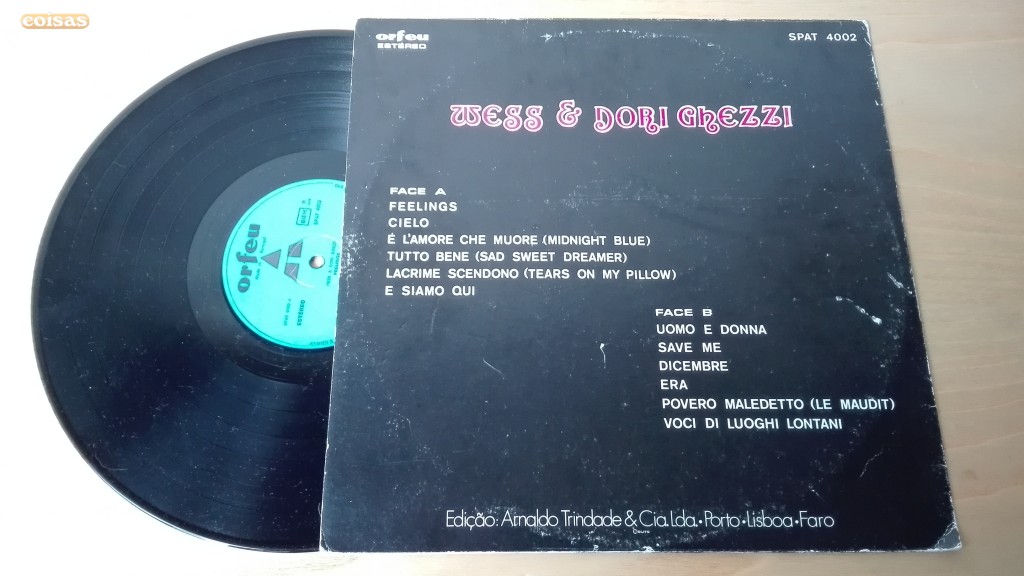 coisas
orfeu
ESTÉREO
SPAT 4002
WESS & DORI GHEZZI
FACE A
FEELINGS
CIELO
É L'AMORE CHE MUORE (MIDNIGHT BLUE)
TUTTO BENE (SAD SWEET DREAMER)
LACRIME SCENDONO (TEARS ON MY PILLOW)
E SIAMO QUI
FACE B
UOMO E DONNA
SAVE ME
DICEMBRE
ERA
POVERO MALEDETTO (LE MAUDIT)
VOCI DI LUOGHI LONTANI
Edição: Arnaldo Trindade & Cia. Lda. • Porto • Lisboa • Faro
orfeu
ESTÉREO
SPAT 4002